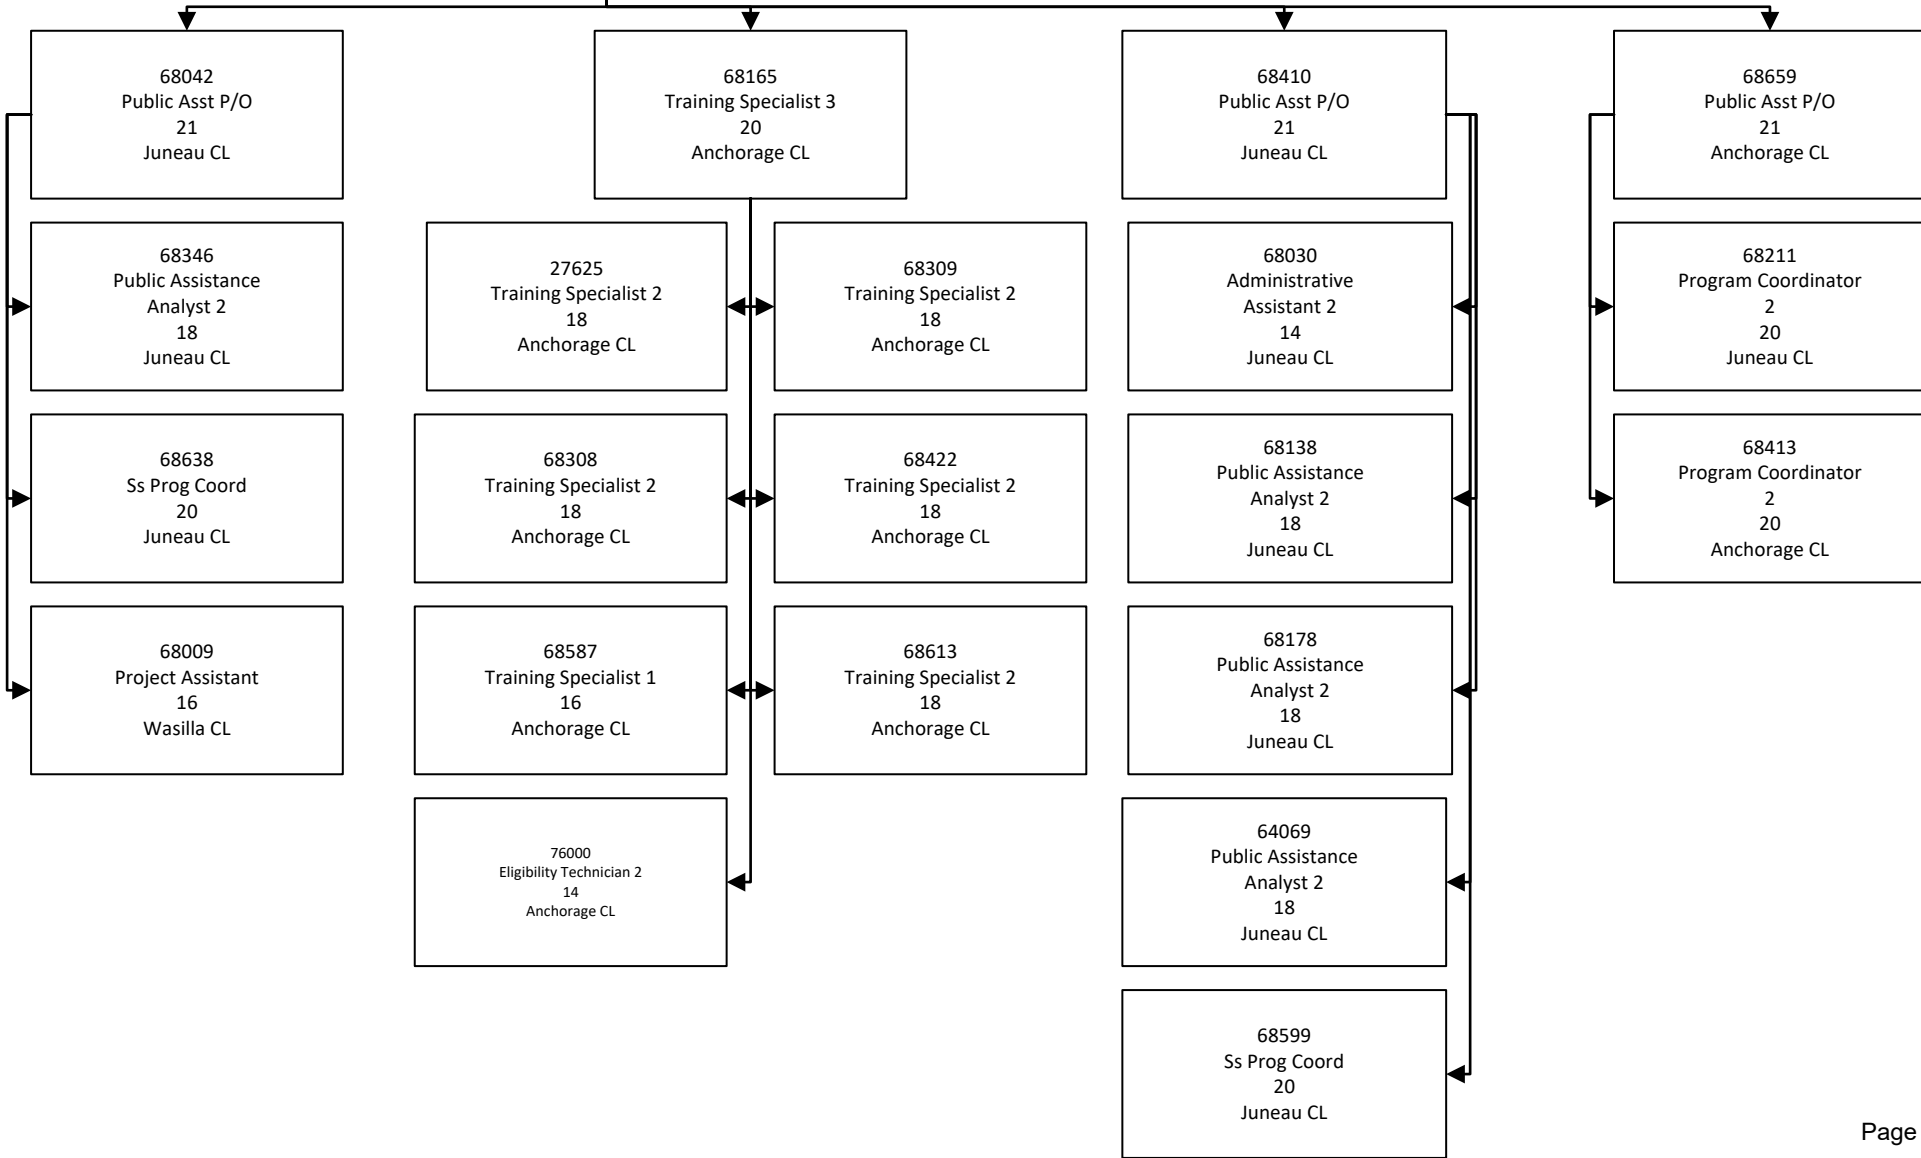 68042
Public Asst P/O
21
Juneau CL
68165
Training Specialist 3
20
Anchorage CL
68410
Public Asst P/O
21
Juneau CL
68659
Public Asst P/O
21
Anchorage CL
68346
Public Assistance
Analyst 2
18
Juneau CL
27625
Training Specialist 2
18
Anchorage CL
68309
Training Specialist 2
18
Anchorage CL
68030
Administrative
Assistant 2
14
Juneau CL
68211
Program Coordinator
2
20
Juneau CL
68638
Ss Prog Coord
20
Juneau CL
68308
Training Specialist 2
18
Anchorage CL
68422
Training Specialist 2
18
Anchorage CL
68138
Public Assistance
Analyst 2
18
Juneau CL
68413
Program Coordinator
2
20
Anchorage CL
68009
Project Assistant
16
Wasilla CL
68587
Training Specialist 1
16
Anchorage CL
68613
Training Specialist 2
18
Anchorage CL
68178
Public Assistance
Analyst 2
18
Juneau CL
76000
Eligibility Technician 2
14
Anchorage CL
64069
Public Assistance
Analyst 2
18
Juneau CL
68599
Ss Prog Coord
20
Juneau CL
Page